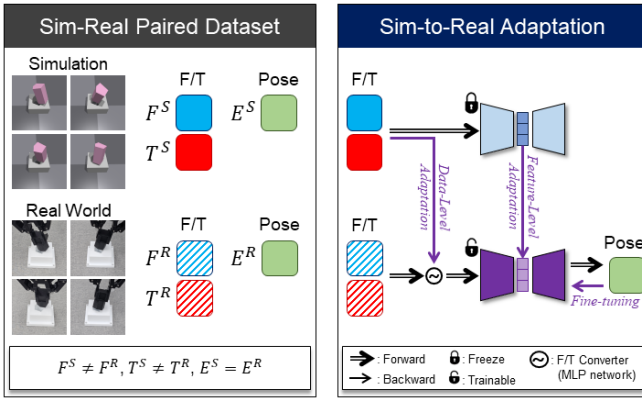 Sim-Real Paired Dataset
Simulation
F/T
Pose
F^S
E^S
T^S
Real World
F/T
Pose
F^R
E^R
T^R
F^S ≠ F^R, T^S ≠ T^R, E^S = E^R
Sim-to-Real Adaptation
F/T
Data-Level
Adaptation
Feature-Level
Adaptation
F/T
Pose
Fine-tuning
: Forward
: Freeze
: F/T Converter
(MLP network)
: Backward
: Trainable